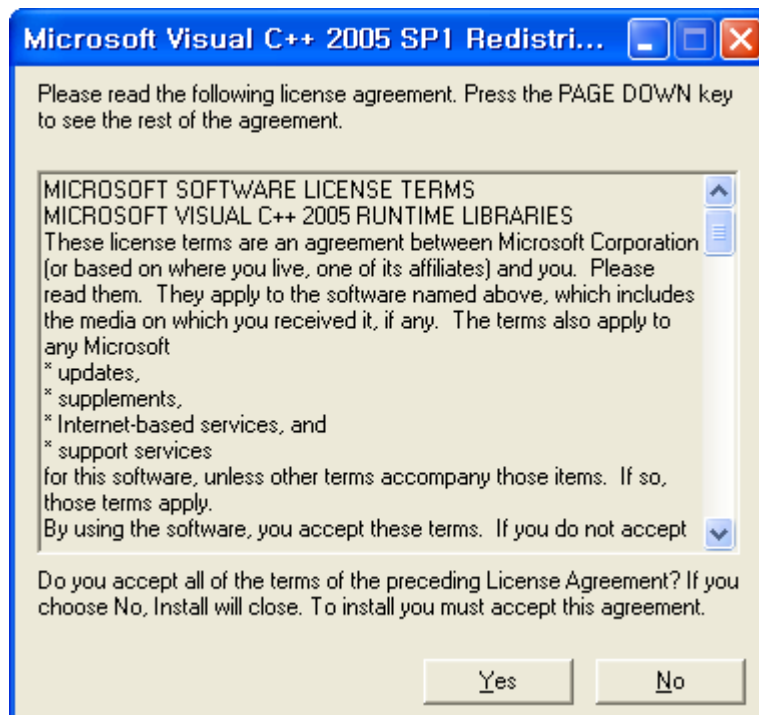 Microsoft Visual C++ 2005 SP1 Redistri...
Please read the following license agreement. Press the PAGE DOWN key
to see the rest of the agreement.
MICROSOFT SOFTWARE LICENSE TERMS
MICROSOFT VISUAL C++ 2005 RUNTIME LIBRARIES
These license terms are an agreement between Microsoft Corporation
(or based on where you live, one of its affiliates) and you.  Please
read them.  They apply to the software named above, which includes
the media on which you received it, if any.  The terms also apply to
any Microsoft
* updates,
* supplements,
* Internet-based services, and
* support services
for this software, unless other terms accompany those items.  If so,
those terms apply.
By using the software, you accept these terms.  If you do not accept
Do you accept all of the terms of the preceding License Agreement? If you
choose No, Install will close. To install you must accept this agreement.
Yes
No